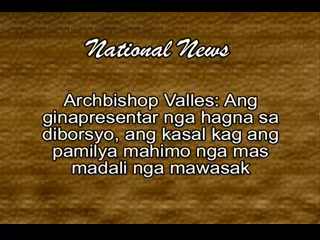 National News
Archbishop Valles: Ang
ginapresentar nga hagna sa
diborsyo, ang kasal kag ang
pamilya mahimo nga mas
madali nga mawasak